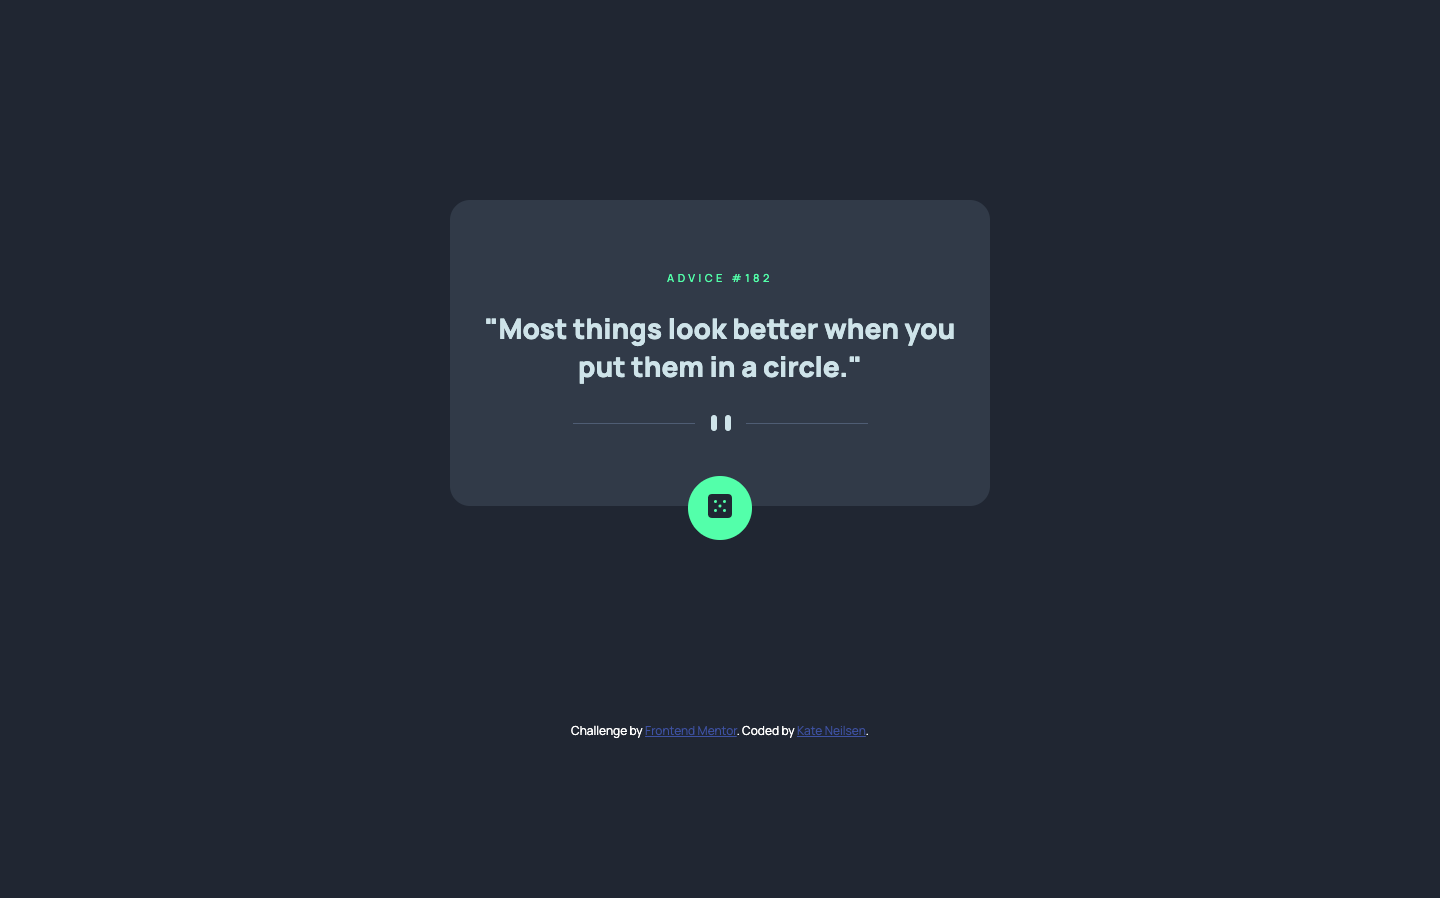 ADVICE #182
"Most things look better when you
put them in a circle."
Challenge by Frontend Mentor. Coded by Kate Neilsen.